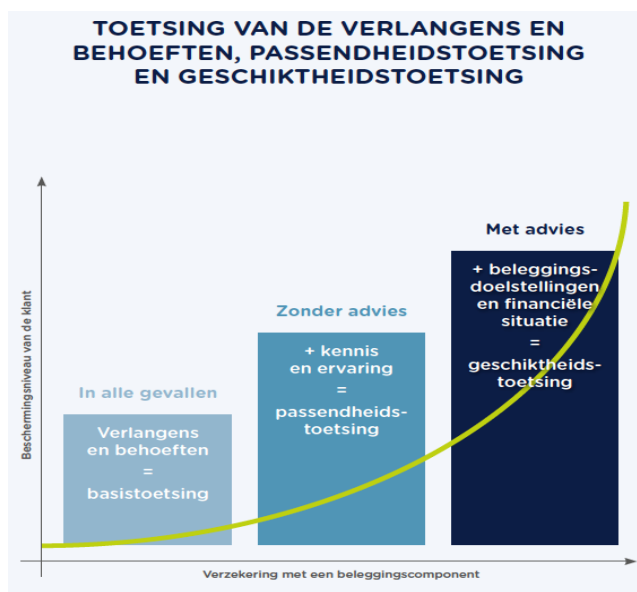 TOETSING VAN DE VERLANGENS EN
BEHOEFTEN, PASSENDHEIDSTOETSING
EN GESCHIKTHEIDSTOETSING
Beschermingsniveau van de klant
In alle gevallen
Verlangens
en behoeften
=
basistoetsing
Zonder advies
+ kennis
en ervaring
=
passendheids-
toetsing
Met advies
+ beleggings-
doelstellingen
en financiële
situatie
=
geschiktheids-
toetsing
Verzekering met een beleggingscomponent